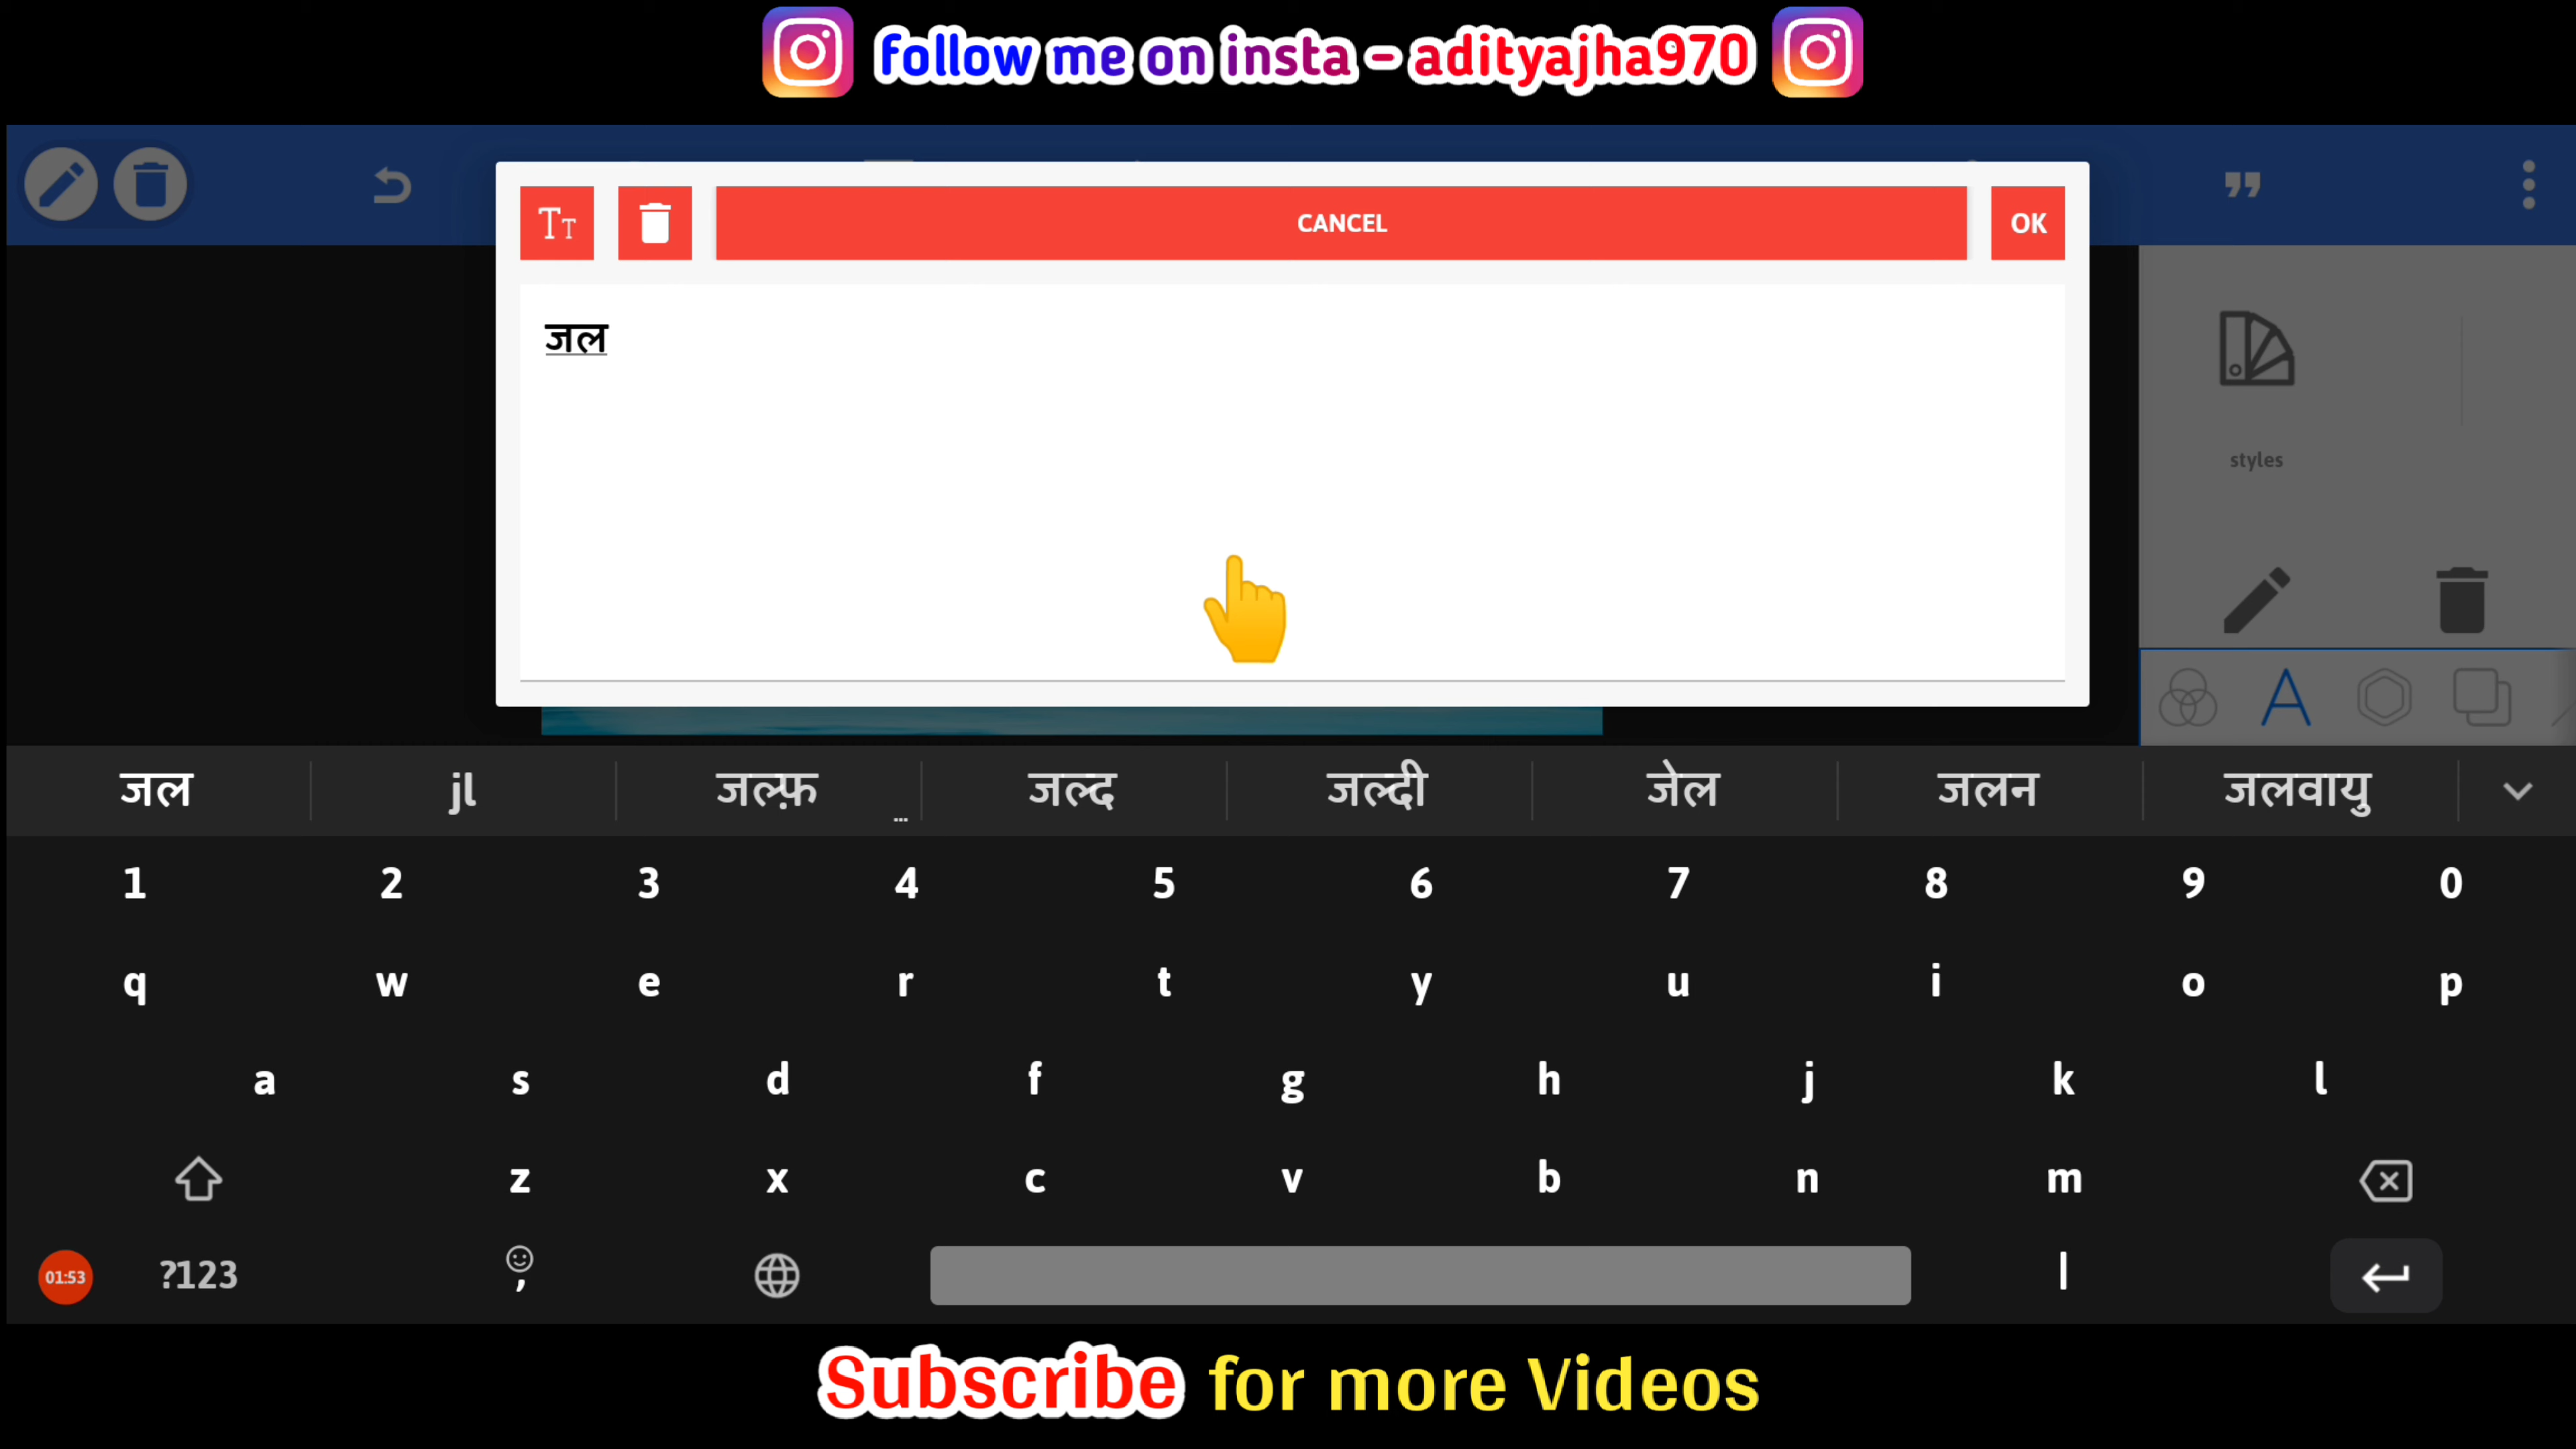 follow me on insta - adityajha970
Tт CANCEL OK
जल
styles
जल jl जल्फ़ जल्द जल्दी जेल जलन जलवायु
1 2 3 4 5 6 7 8 9 0
q w e r t y u i o p
a s d f g h j k l
z x c v b n m
01:53 ?123 , |
Subscribe for more Videos